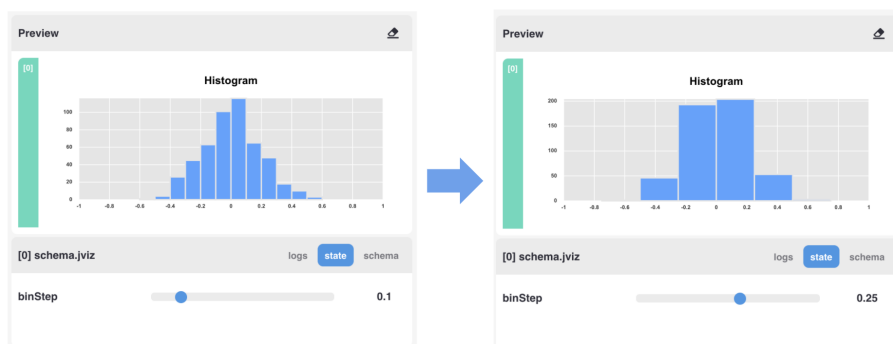 Preview
[0]
Histogram
100
80
60
40
20
0
-1 -0.8 -0.6 -0.4 -0.2 0 0.2 0.4 0.6 0.8 1
[0] schema.jviz logs state schema
binStep 0.1
Preview
[0]
Histogram
200
150
100
50
0
-1 -0.8 -0.6 -0.4 -0.2 0 0.2 0.4 0.6 0.8 1
[0] schema.jviz logs state schema
binStep 0.25